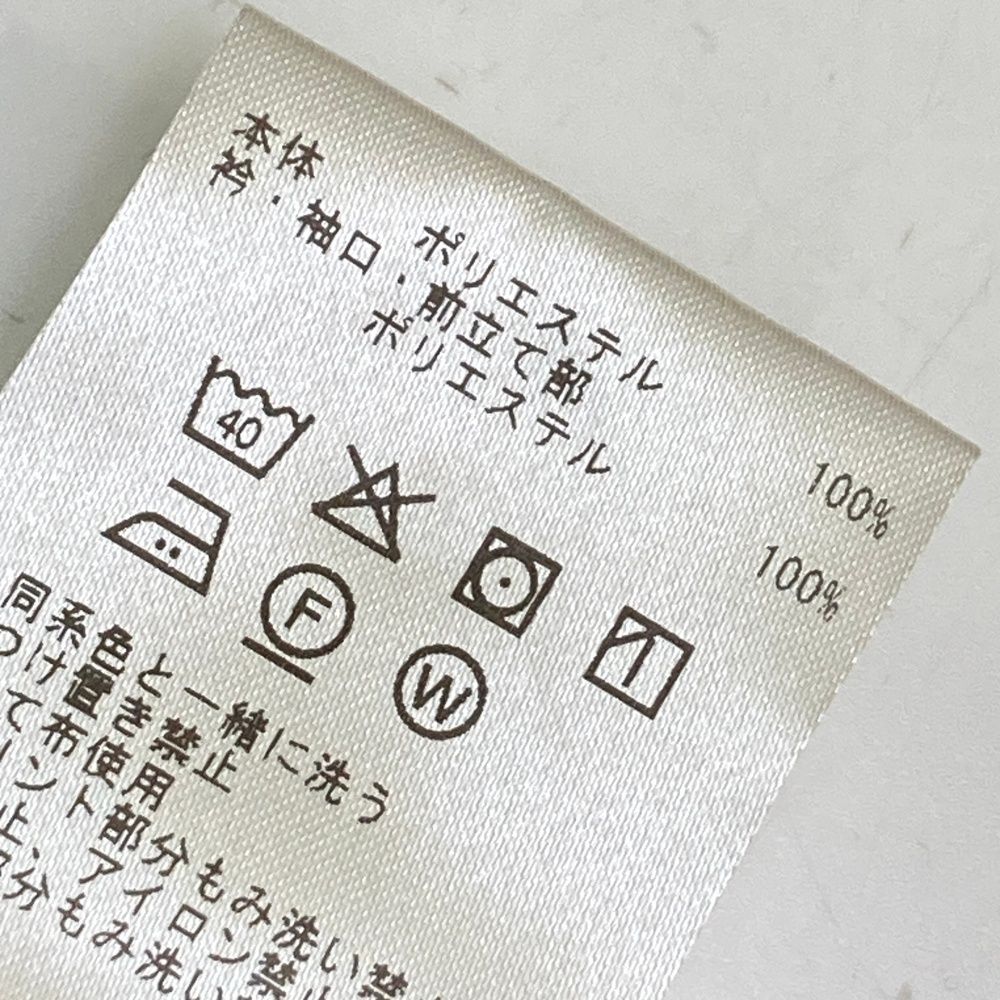 本体
ポリエステル 100%
衿・袖口・前立て部
ポリエステル 100%
40
F
W
同系色と一緒に洗う
つけ置き禁止
て布使用
ント部分もみ洗い禁
止 アイロン禁止
部分もみ洗い